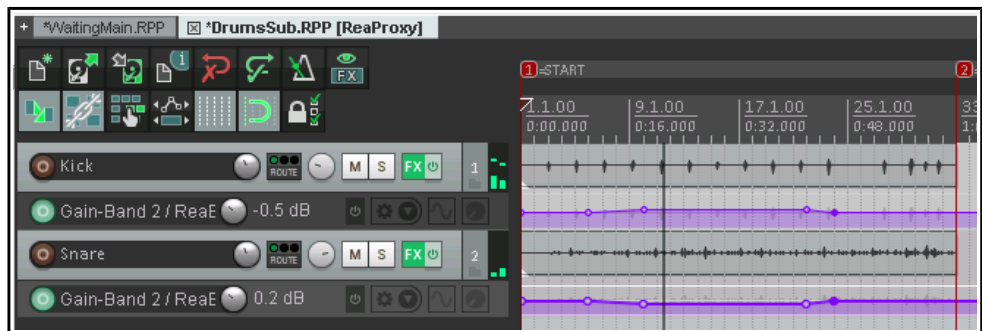 + *WaitingMain.RPP *DrumsSub.RPP [ReaProxy]
FX
1=START 2=
1.1.00 9.1.00 17.1.00 25.1.00 33
0:00.000 0:16.000 0:32.000 0:48.000 1:
Kick ROUTE M S FX 1
Gain-Band 2 / ReaE -0.5 dB
Snare ROUTE M S FX 2
Gain-Band 2 / ReaE 0.2 dB